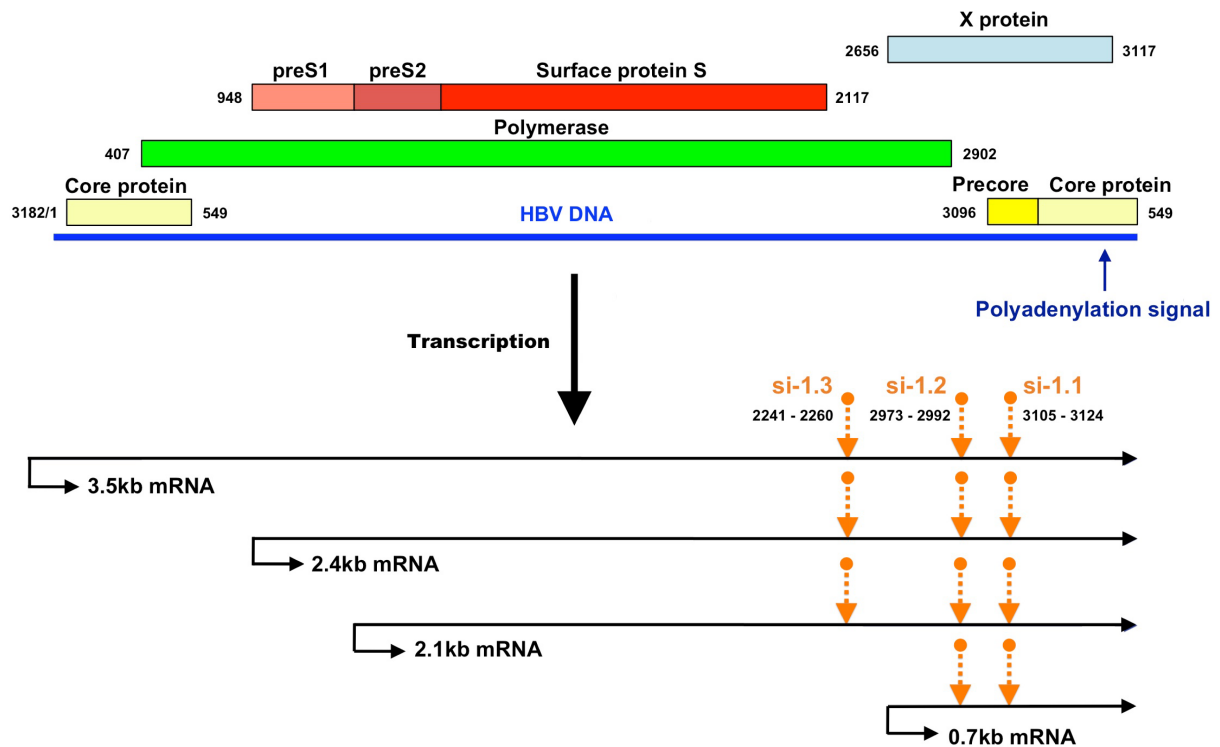 X protein
2656
3117
preS1
preS2
Surface protein S
948
2117
Polymerase
407
2902
Core protein
Precore
Core protein
3182/1
549
HBV DNA
3096
549
Polyadenylation signal
Transcription
si-1.3
si-1.2
si-1.1
2241 - 2260
2973 - 2992
3105 - 3124
3.5kb mRNA
2.4kb mRNA
2.1kb mRNA
0.7kb mRNA